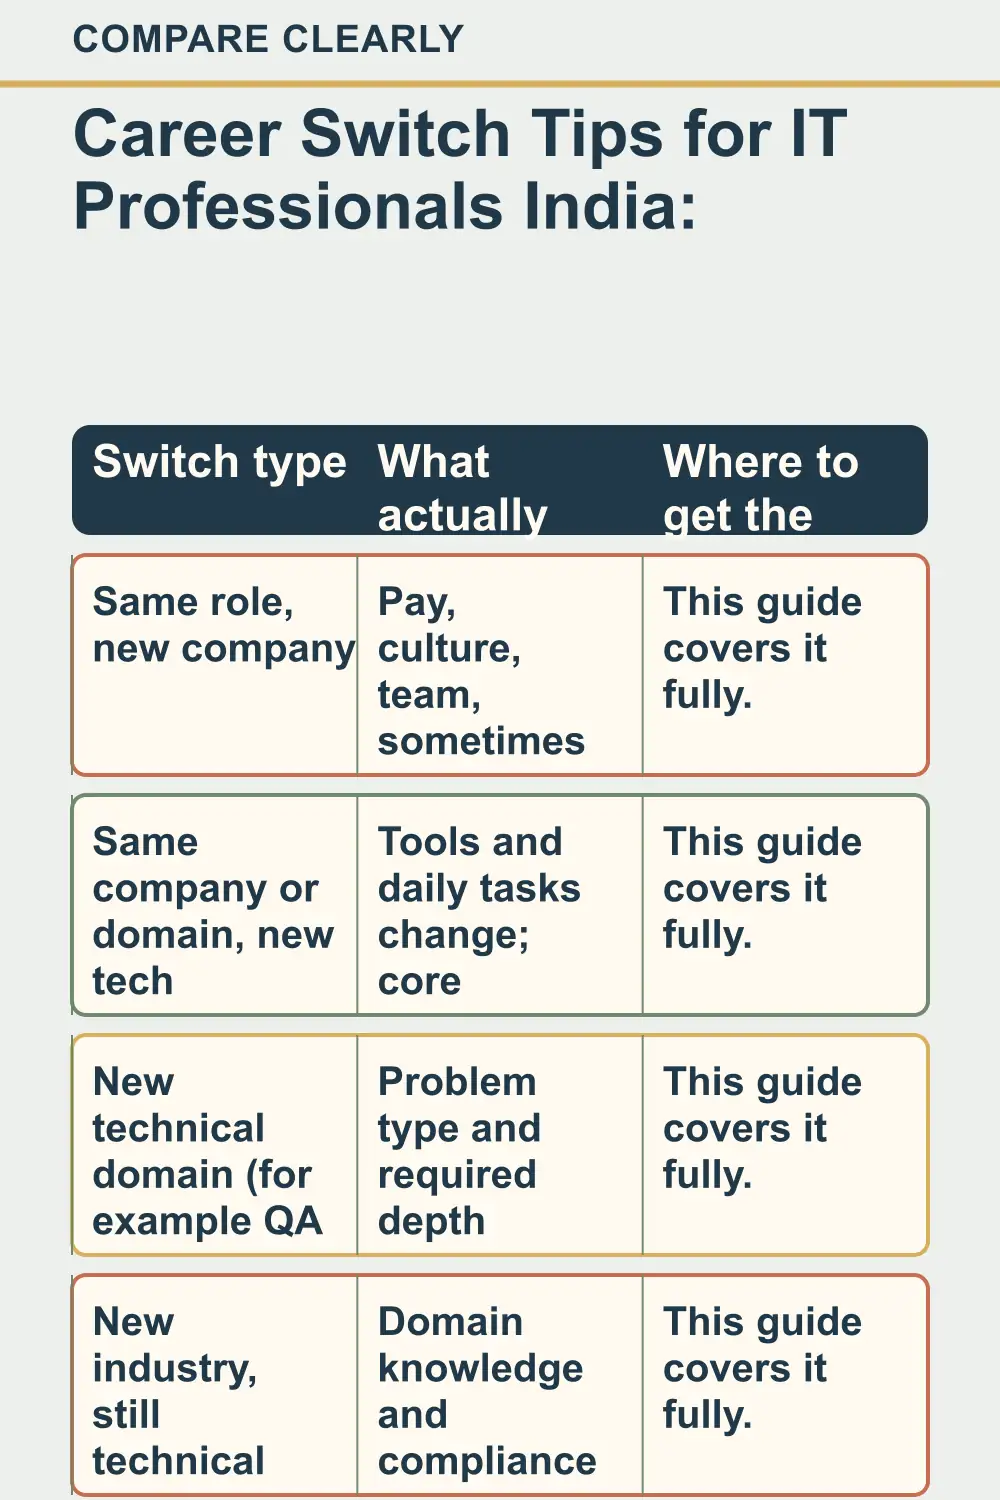 COMPARE CLEARLY
Career Switch Tips for IT
Professionals India:
Switch type
What
actually
Where to
get the
Same role,
new company
Pay,
culture,
team,
sometimes
This guide
covers it
fully.
Same
company or
domain, new
tech
Tools and
daily tasks
change;
core
This guide
covers it
fully.
New
technical
domain (for
example QA
Problem
type and
required
depth
This guide
covers it
fully.
New
industry,
still
technical
Domain
knowledge
and
compliance
This guide
covers it
fully.